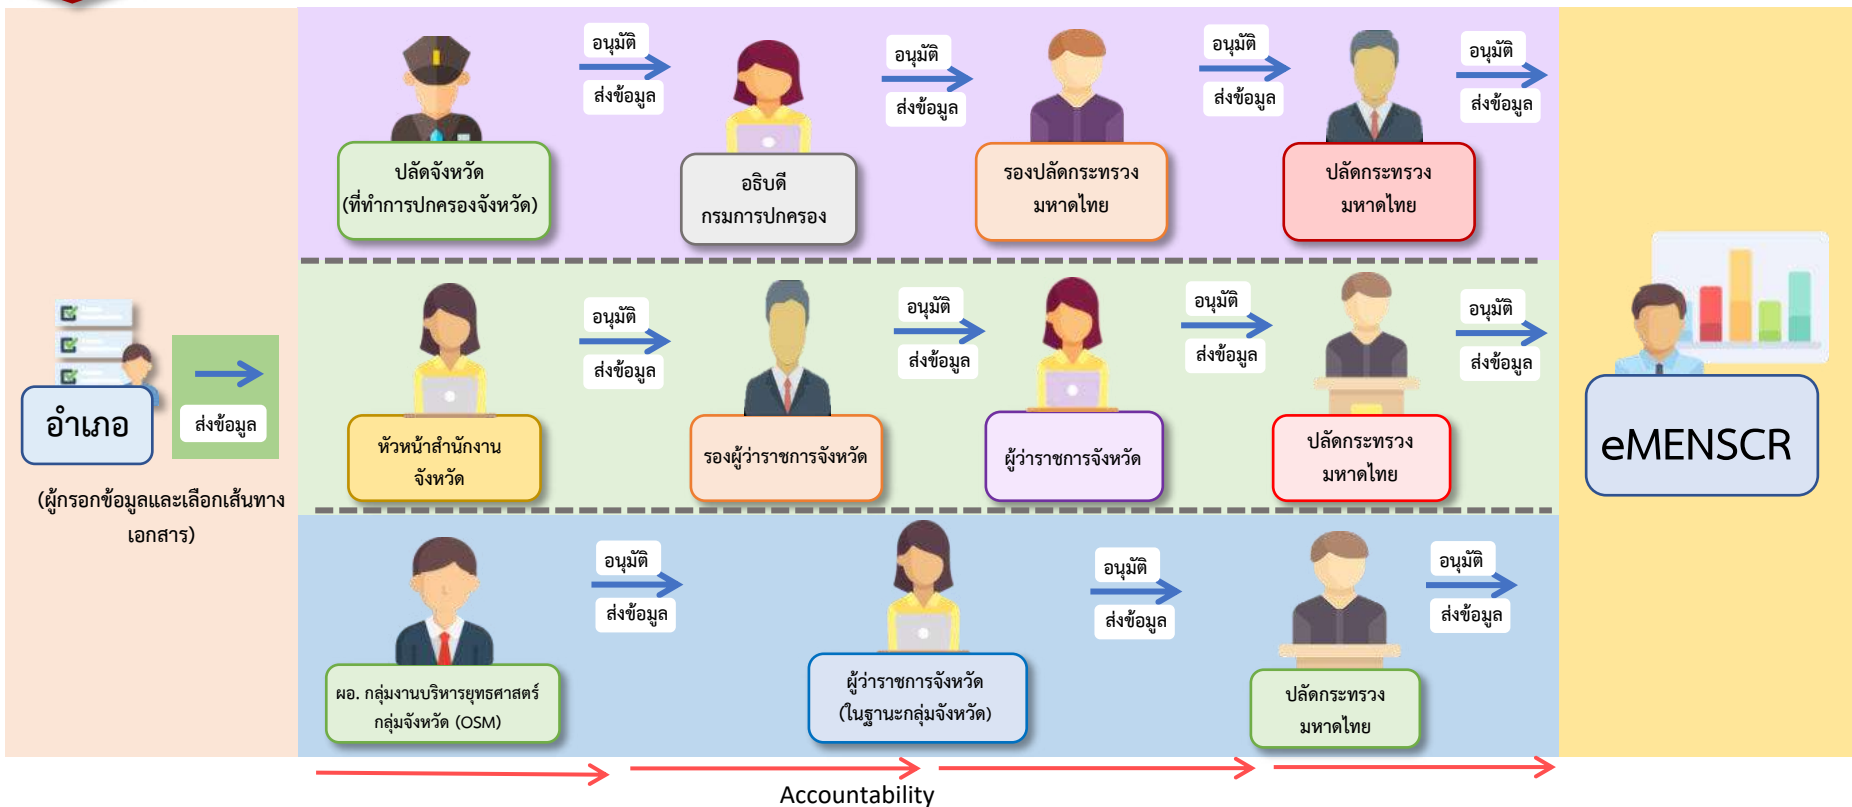 อำเภอ
ส่งข้อมูล
(ผู้กรอกข้อมูลและเลือกเส้นทาง
เอกสาร)
อนุมัติ
ส่งข้อมูล
อนุมัติ
ส่งข้อมูล
อนุมัติ
ส่งข้อมูล
อนุมัติ
ส่งข้อมูล
ปลัดจังหวัด
(ที่ทำการปกครองจังหวัด)
อธิบดี
กรมการปกครอง
รองปลัดกระทรวง
มหาดไทย
ปลัดกระทรวง
มหาดไทย
อนุมัติ
ส่งข้อมูล
อนุมัติ
ส่งข้อมูล
อนุมัติ
ส่งข้อมูล
อนุมัติ
ส่งข้อมูล
หัวหน้าสำนักงาน
จังหวัด
รองผู้ว่าราชการจังหวัด
ผู้ว่าราชการจังหวัด
ปลัดกระทรวง
มหาดไทย
อนุมัติ
ส่งข้อมูล
อนุมัติ
ส่งข้อมูล
อนุมัติ
ส่งข้อมูล
ผอ. กลุ่มงานบริหารยุทธศาสตร์
กลุ่มจังหวัด (OSM)
ผู้ว่าราชการจังหวัด
(ในฐานะกลุ่มจังหวัด)
ปลัดกระทรวง
มหาดไทย
eMENSCR
Accountability